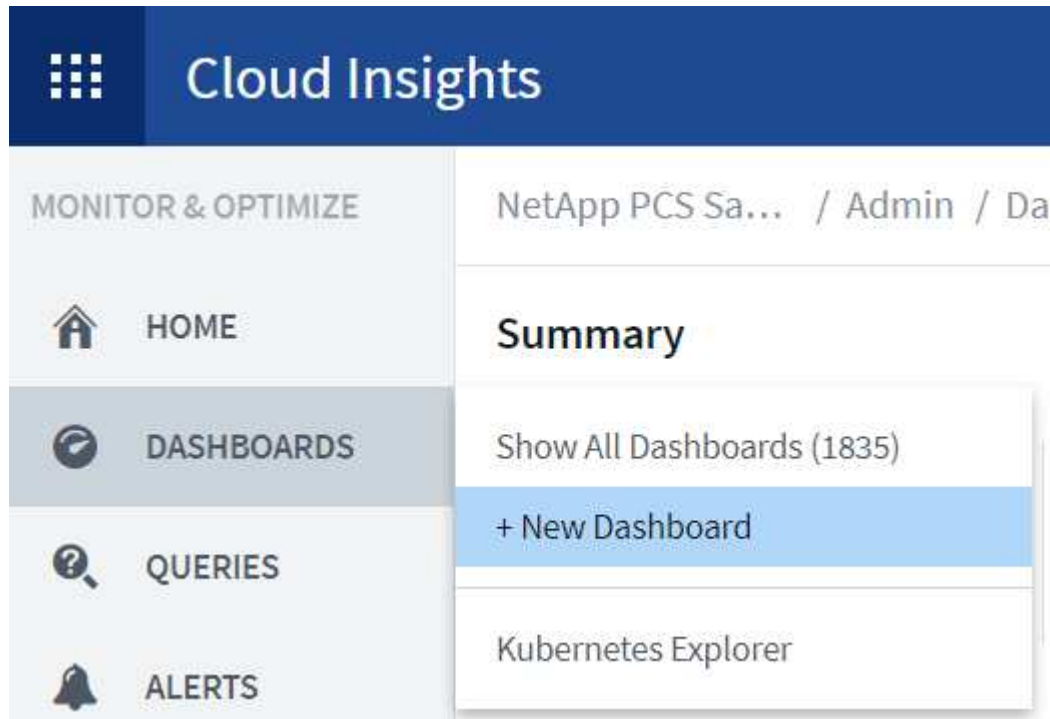 Cloud Insights
MONITOR & OPTIMIZE
NetApp PCS Sa... / Admin / Da
HOME
Summary
DASHBOARDS
Show All Dashboards (1835)
+ New Dashboard
QUERIES
Kubernetes Explorer
ALERTS